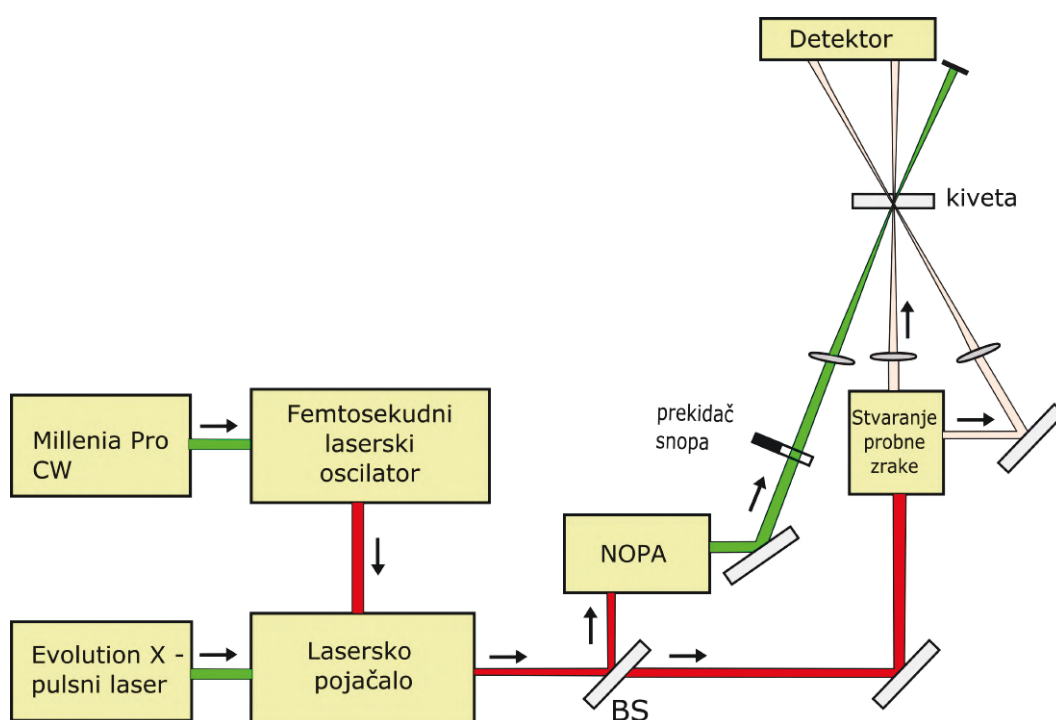 Detektor
kiveta
Millenia Pro
CW
Femtosekudni
laserski
oscilator
prekidač
snopa
Stvaranje
probne
zrake
NOPA
Evolution X -
pulsni laser
Lasersko
pojačalo
BS